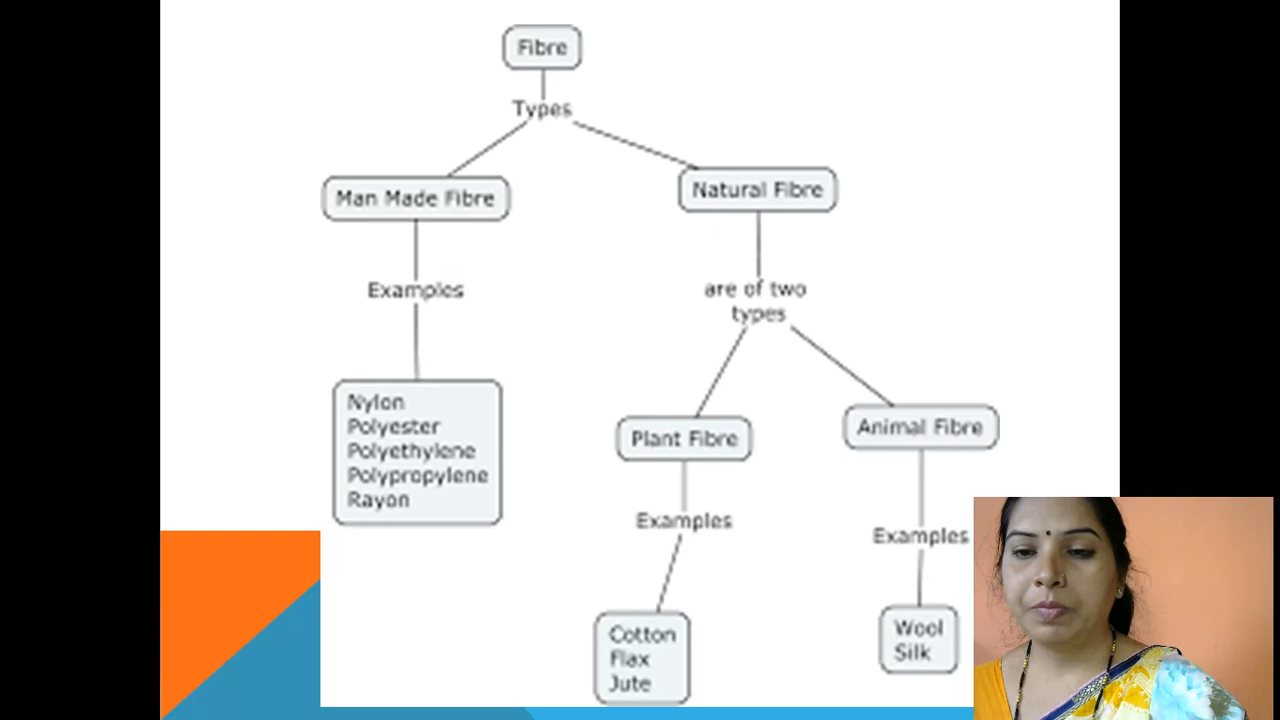 Fibre
Types
Man Made Fibre
Natural Fibre
Examples
are of two
types
Nylon
Polyester
Polyethylene
Polypropylene
Rayon
Plant Fibre
Animal Fibre
Examples
Examples
Cotton
Flax
Jute
Wool
Silk